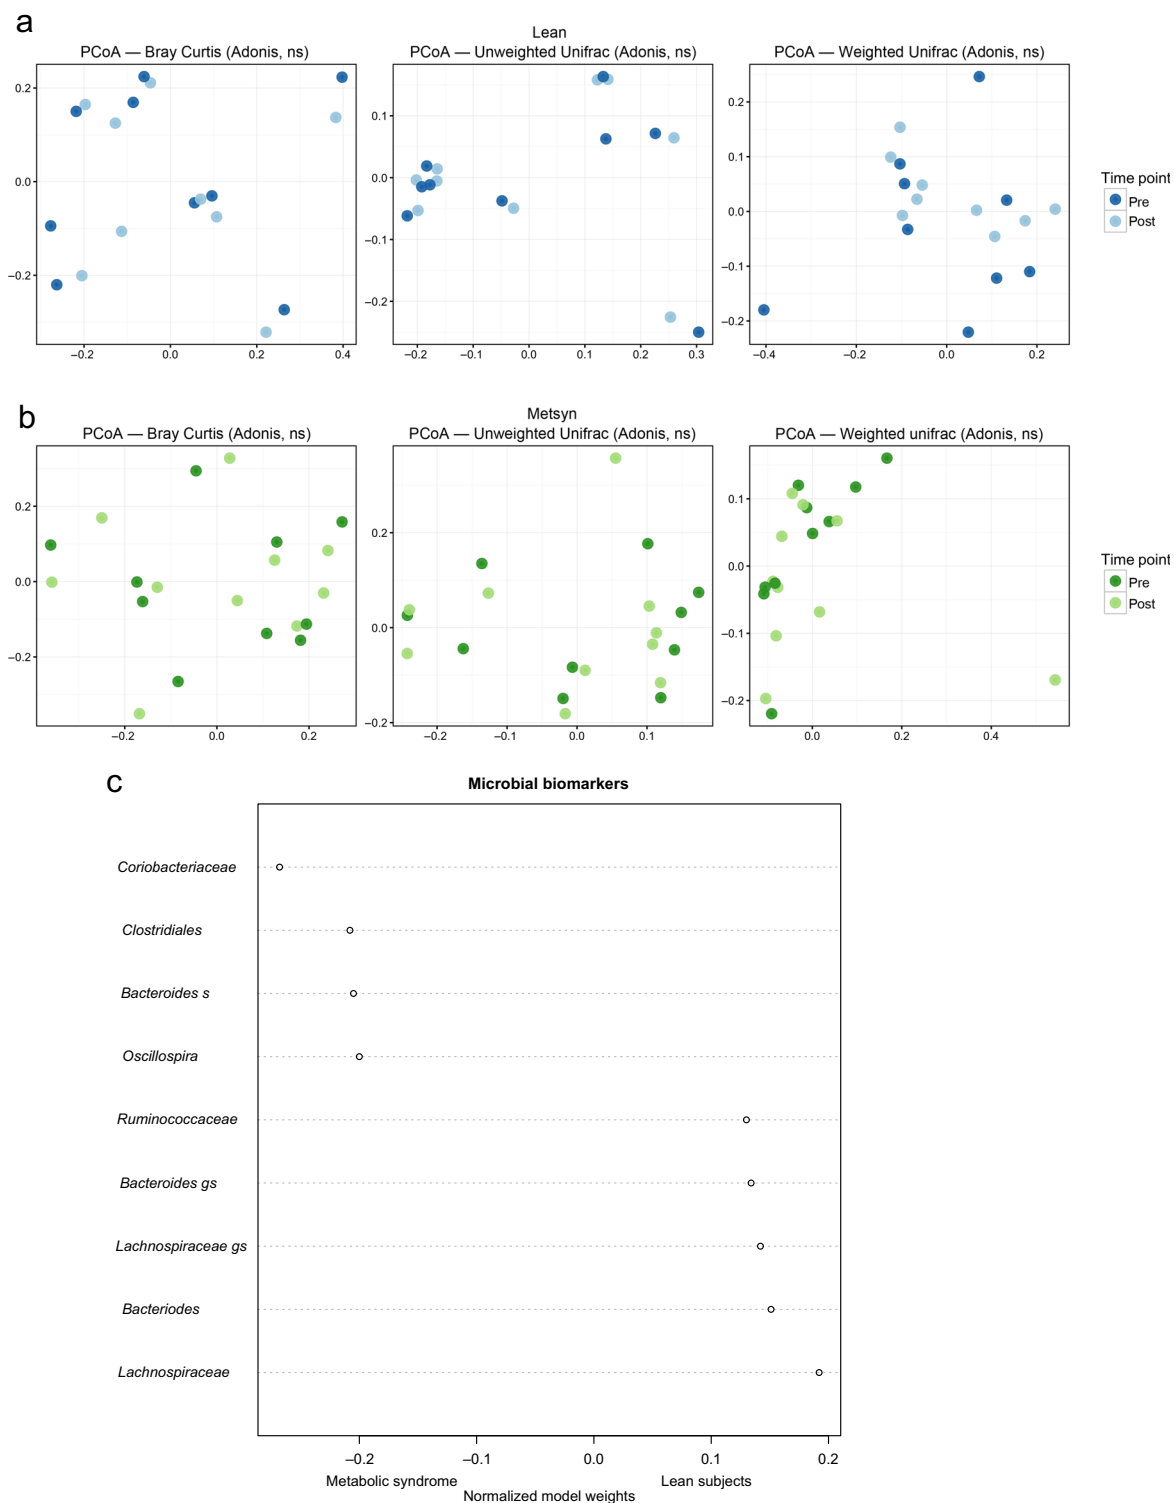 a
Lean
PCoA — Bray Curtis (Adonis, ns)
PCoA — Unweighted Unifrac (Adonis, ns)
PCoA — Weighted Unifrac (Adonis, ns)
0.2
0.0
–0.2
–0.2
0.0
0.2
0.4
0.1
0.0
–0.1
–0.2
–0.2
–0.1
0.0
0.1
0.2
0.3
0.2
0.1
0.0
–0.1
–0.2
–0.4
–0.2
0.0
0.2
Time point
Pre
Post
b
Metsyn
PCoA — Bray Curtis (Adonis, ns)
PCoA — Unweighted Unifrac (Adonis, ns)
PCoA — Weighted unifrac (Adonis, ns)
0.2
0.0
–0.2
–0.2
0.0
0.2
0.2
0.0
–0.2
–0.2
–0.1
0.0
0.1
0.1
0.0
–0.1
–0.2
0.0
0.2
0.4
Time point
Pre
Post
c
Microbial biomarkers
Coriobacteriaceae
Clostridiales
Bacteroides s
Oscillospira
Ruminococcaceae
Bacteroides gs
Lachnospiraceae gs
Bacteriodes
Lachnospiraceae
–0.2
–0.1
0.0
0.1
0.2
Metabolic syndrome
Lean subjects
Normalized model weights